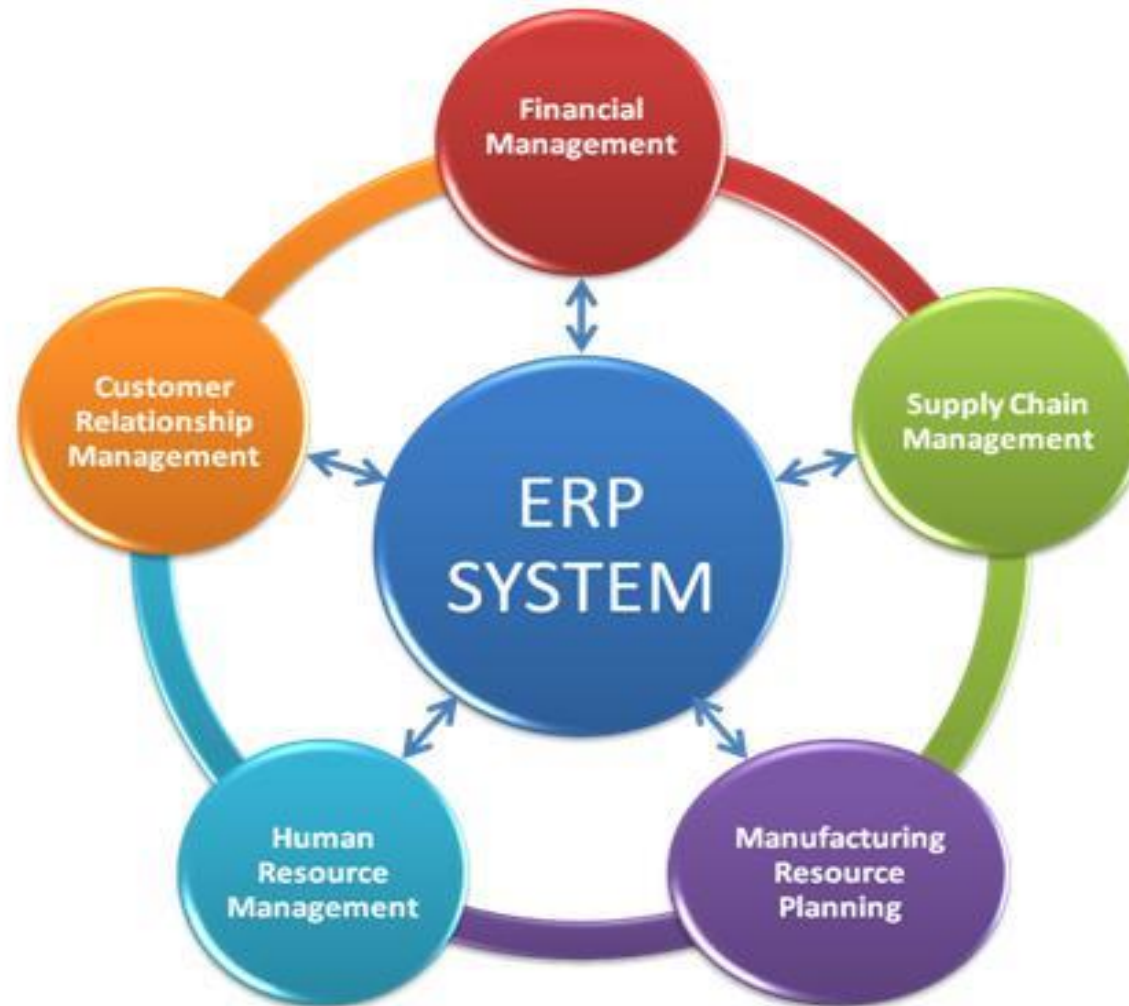 Financial
Management
Customer
Relationship
Management
Supply Chain
Management
ERP
SYSTEM
Human
Resource
Management
Manufacturing
Resource
Planning